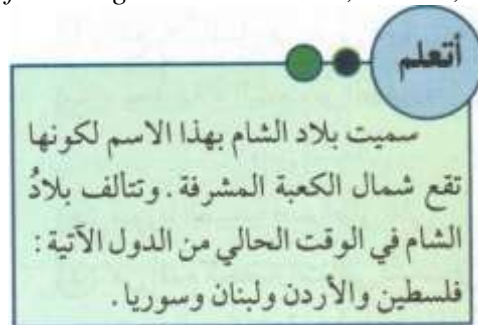 أتعلم
سميت بلاد الشام بهذا الاسم لكونها
تقع شمال الكعبة المشرفة . وتتألف بلادُ
الشام في الوقت الحالي من الدول الآتية :
فلسطين والأردن ولبنان وسوريا .